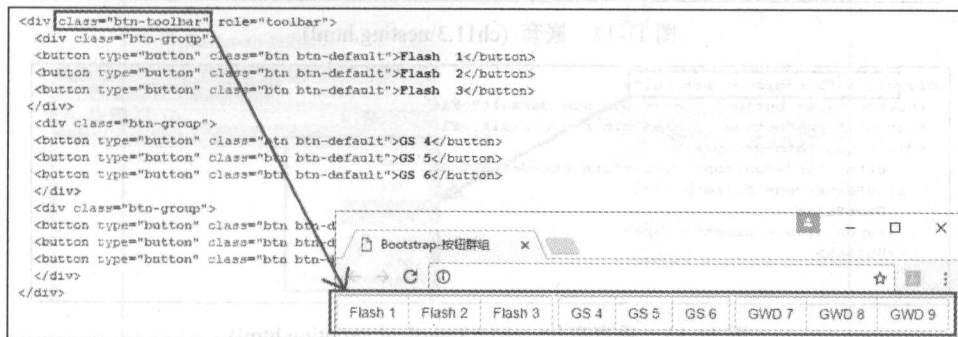 <div class="btn-toolbar" role="toolbar">
<div class="btn-group">
<button type="button" class="btn btn-default">Flash 1</button>
<button type="button" class="btn btn-default">Flash 2</button>
<button type="button" class="btn btn-default">Flash 3</button>
</div>
<div class="btn-group">
<button type="button" class="btn btn-default">GS 4</button>
<button type="button" class="btn btn-default">GS 5</button>
<button type="button" class="btn btn-default">GS 6</button>
</div>
<div class="btn-group">
<button type="button" class="btn btn-d
<button type="button" class="btn btn-d
<button type="button" class="btn btn-
</div>
</div>
Bootstrap-按钮群组
Flash 1 Flash 2 Flash 3 GS 4 GS 5 GS 6 GWD 7 GWD 8 GWD 9